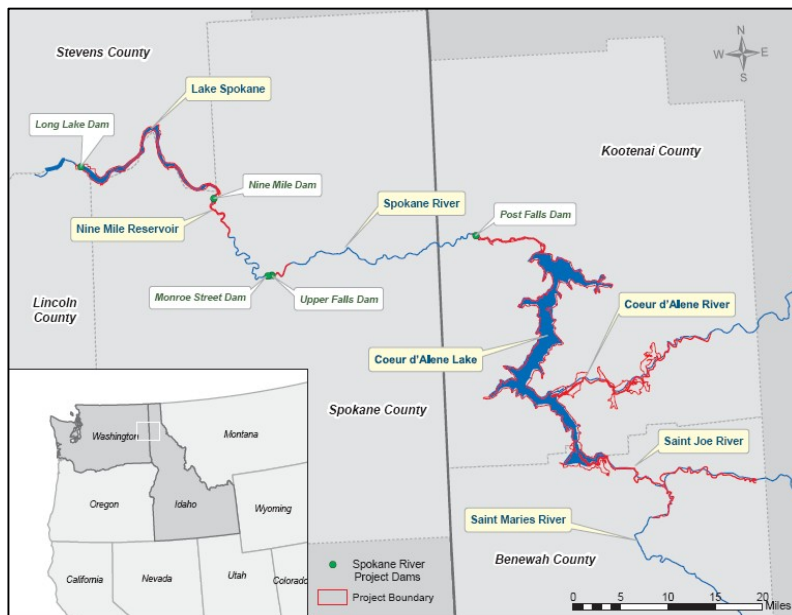 Stevens County
N
W E
S
Lake Spokane
Long Lake Dam
Kootenai County
Nine Mile Dam
Spokane River
Nine Mile Reservoir
Post Falls Dam
Monroe Street Dam
Upper Falls Dam
Lincoln
County
Coeur d'Alene River
Coeur d'Alene Lake
Spokane County
Saint Joe River
Saint Maries River
Benewah County
Washington
Montana
Oregon
Idaho
Wyoming
California
Nevada
Utah
Colorado
Spokane River
Project Dams
Project Boundary
0 5 10 15 20
Miles